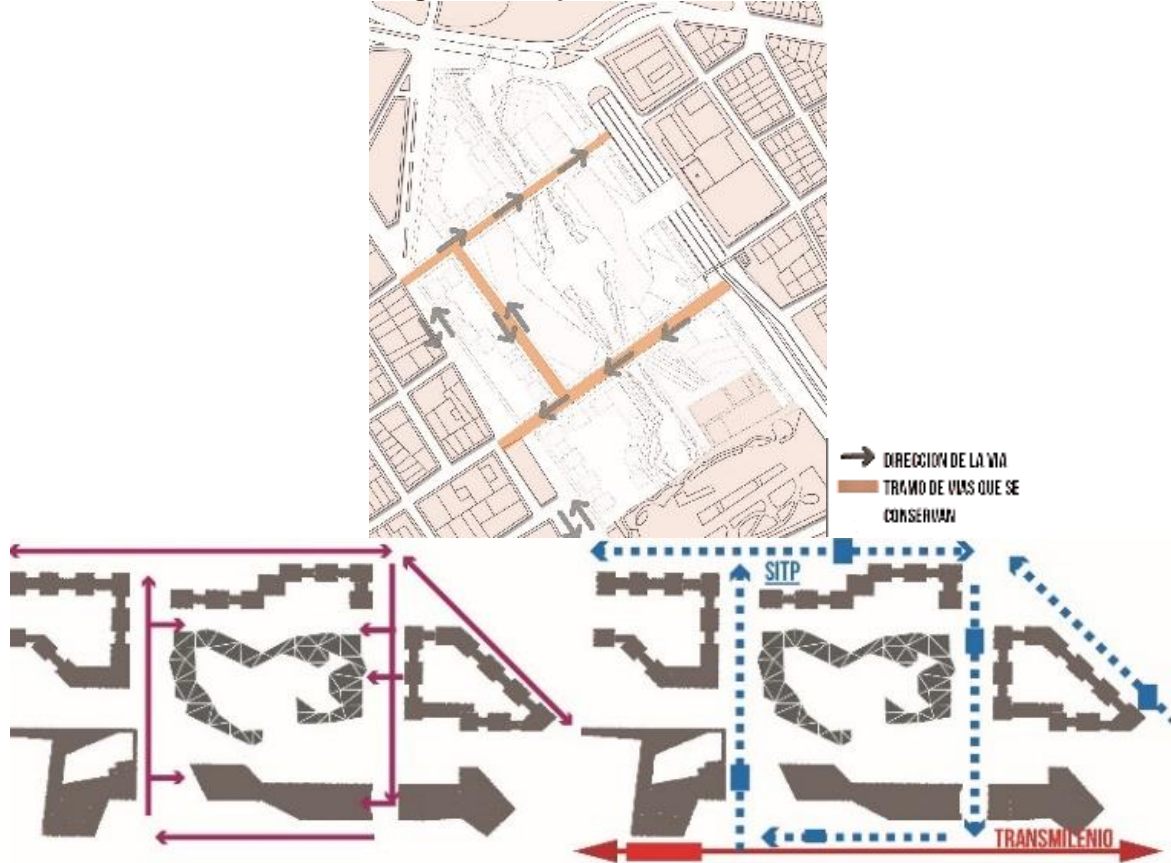 DIRECCION DE LA VIA
TRAMO DE VIAS QUE SE
CONSERVAN
SITP
TRANSMILENIO